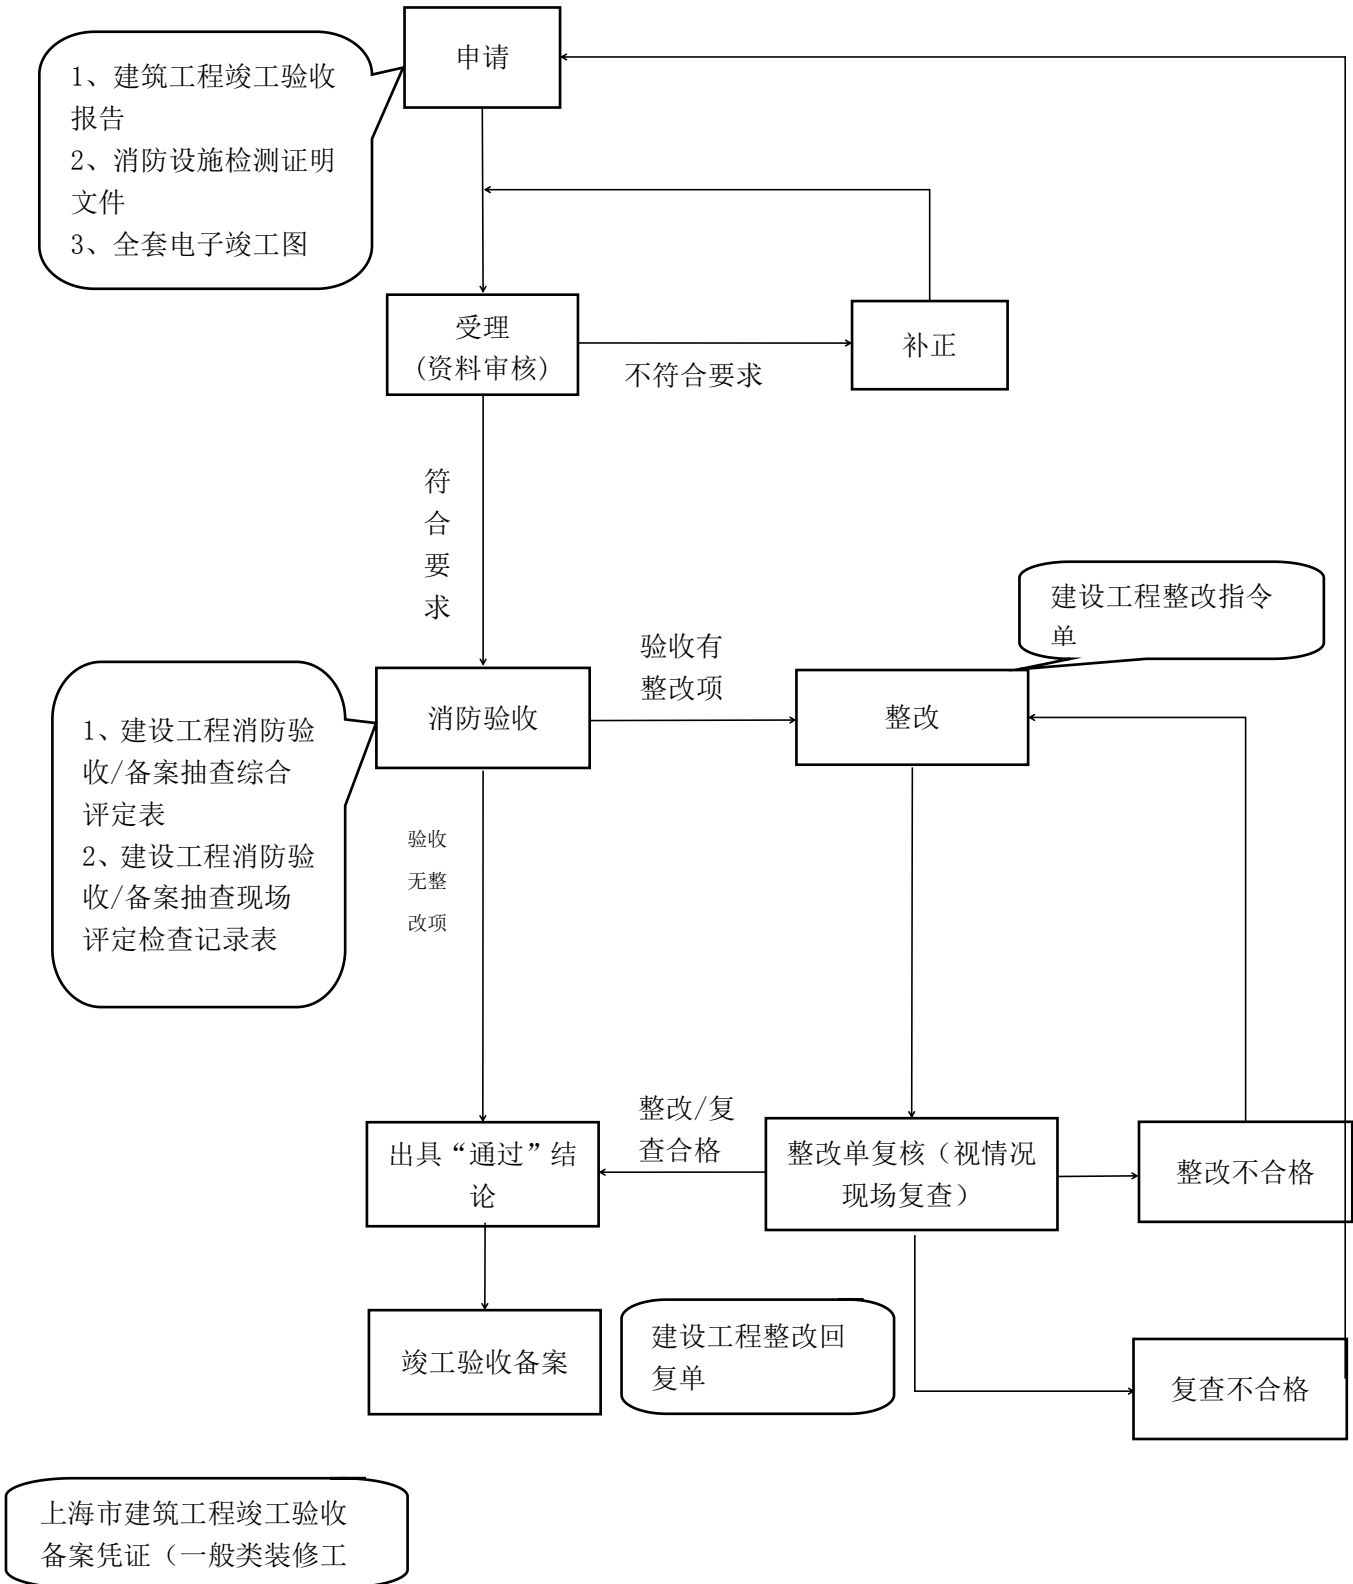 申请
1、建筑工程竣工验收
报告
2、消防设施检测证明
文件
3、全套电子竣工图
受理
(资料审核)
不符合要求
补正
符
合
要
求
建设工程整改指令
单
验收有
整改项
消防验收
整改
1、建设工程消防验
收/备案抽查综合
评定表
2、建设工程消防验
收/备案抽查现场
评定检查记录表
验收
无整
改项
整改/复
查合格
出具“通过”结
论
整改单复核（视情况
现场复查）
整改不合格
竣工验收备案
建设工程整改回
复单
复查不合格
上海市建筑工程竣工验收
备案凭证（一般类装修工